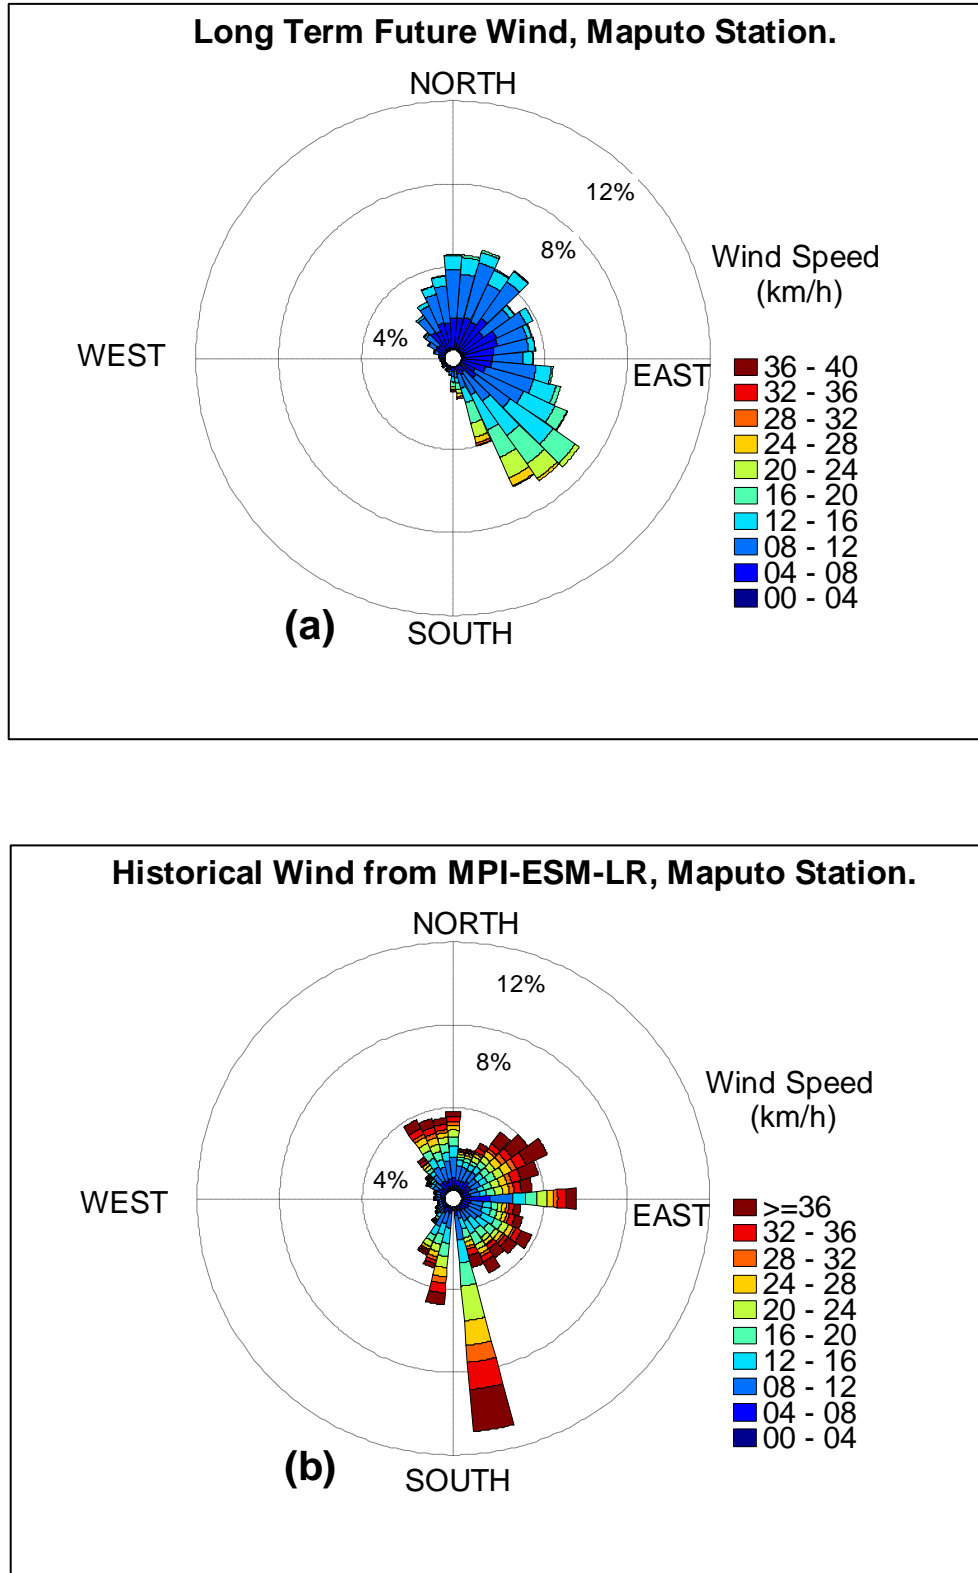 Long Term Future Wind, Maputo Station.
NORTH
12%
8%
Wind Speed
(km/h)
4%
WEST
EAST
36 - 40
32 - 36
28 - 32
24 - 28
20 - 24
16 - 20
12 - 16
08 - 12
04 - 08
00 - 04
(a)
SOUTH
Historical Wind from MPI-ESM-LR, Maputo Station.
NORTH
12%
8%
Wind Speed
(km/h)
4%
WEST
EAST
>=36
32 - 36
28 - 32
24 - 28
20 - 24
16 - 20
12 - 16
08 - 12
04 - 08
00 - 04
(b)
SOUTH